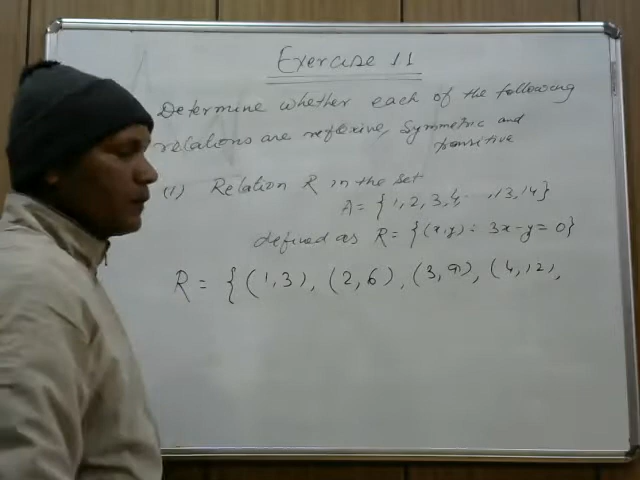 Exercise 11
Determine whether each of the following
relations are reflexive, Symmetric and
transitive
(1) Relation R in the set
A = {1, 2, 3, 4, - , 13, 14}
defined as R = {(x,y) : 3x-y=0}
R = { (1,3), (2,6), (3,9), (4,12),